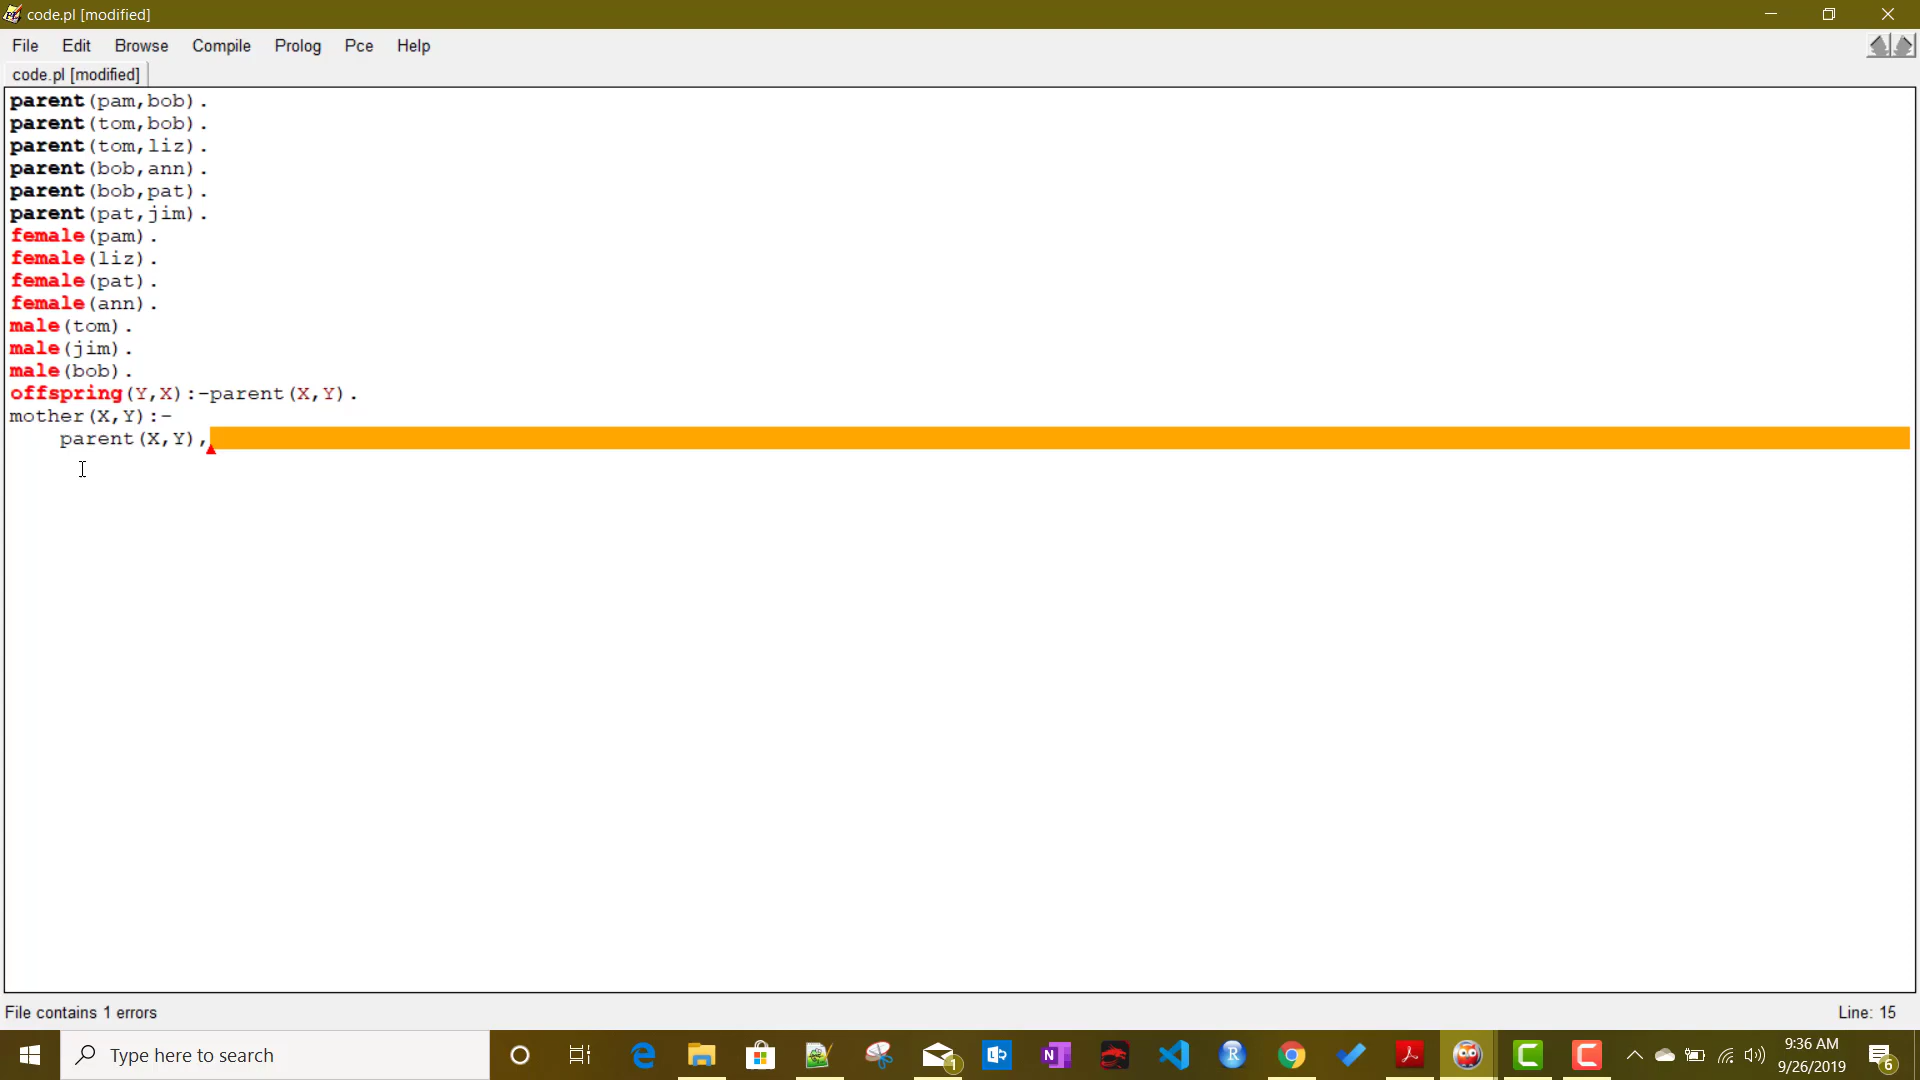 code.pl [modified]
File Edit Browse Compile Prolog Pce Help
code.pl [modified]
parent(pam,bob).
parent(tom,bob).
parent(tom,liz).
parent(bob,ann).
parent(bob,pat).
parent(pat,jim).
female(pam).
female(liz).
female(pat).
female(ann).
male(tom).
male(jim).
male(bob).
offspring(Y,X):-parent(X,Y).
mother(X,Y):-
parent(X,Y),
File contains 1 errors
Line: 15
Type here to search
1
N
R
9:36 AM
9/26/2019
6